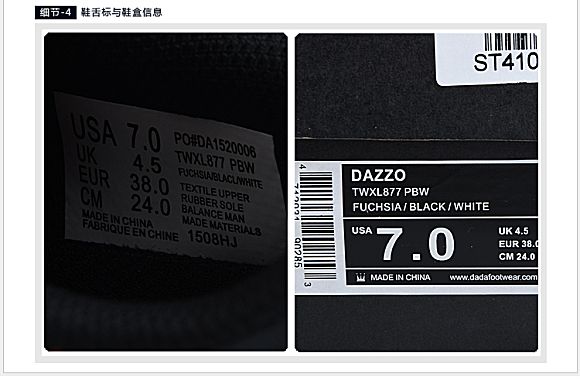 细节-4 鞋舌标与鞋盒信息
USA 7.0
UK 4.5
EUR 38.0
CM 24.0
MADE IN CHINA
FABRIQUE EN CHINE
PO#DA1520006
TWXL877 PBW
FUCHSIA/BLACL/WHITE
TEXTILE UPPER
RUBBER SOLE
BALANCE MAN
MADE MATERIALS
1508HJ
ST410
DAZZO
TWXL877 PBW
FUCHSIA / BLACK / WHITE
USA 7.0
UK 4.5
EUR 38.0
CM 24.0
MADE IN CHINA www.dadafootwear.com